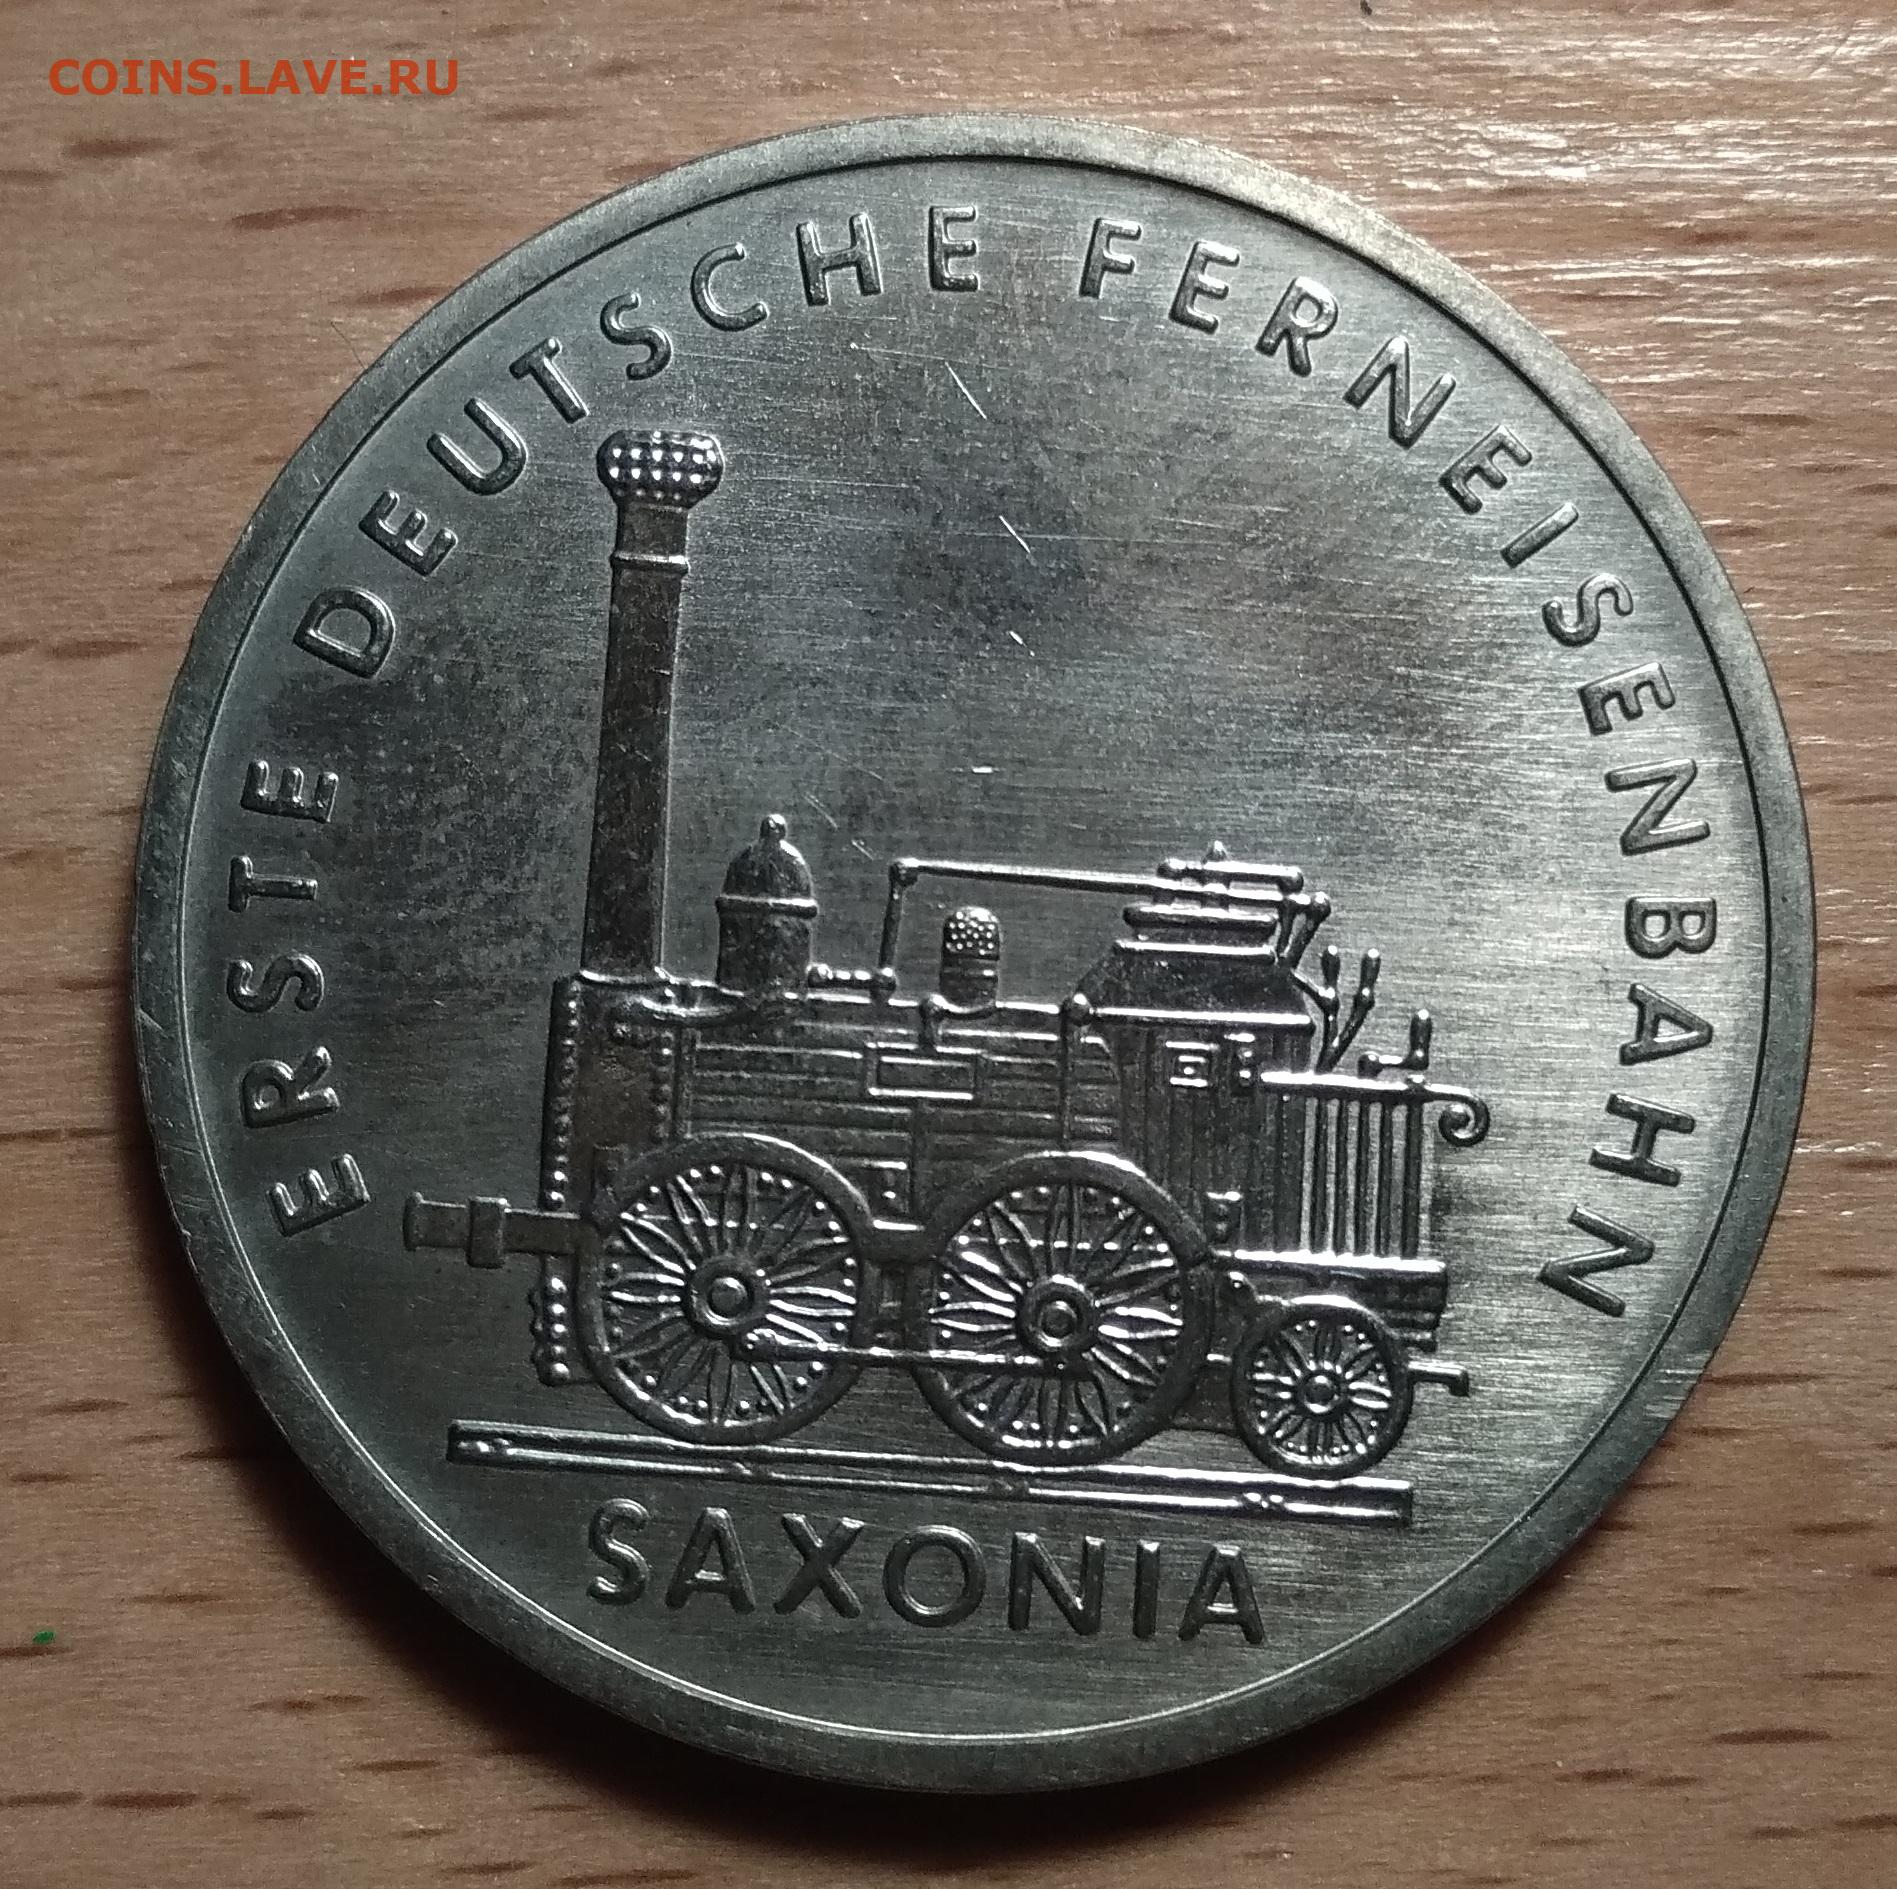 COINS.LAVE.RU
ERSTE DEUTSCHE FERNEISENBAHN
SAXONIA